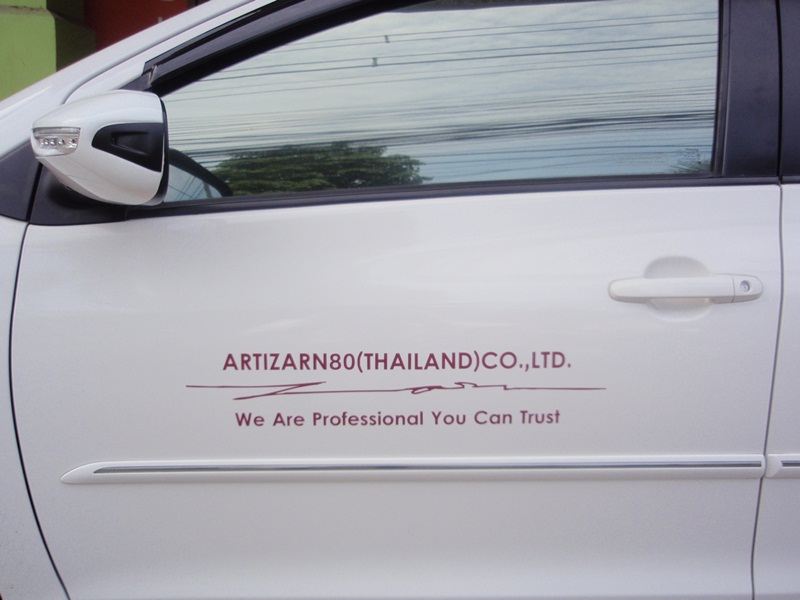 ARTIZARN80(THAILAND)CO.,LTD.
We Are Professional You Can Trust